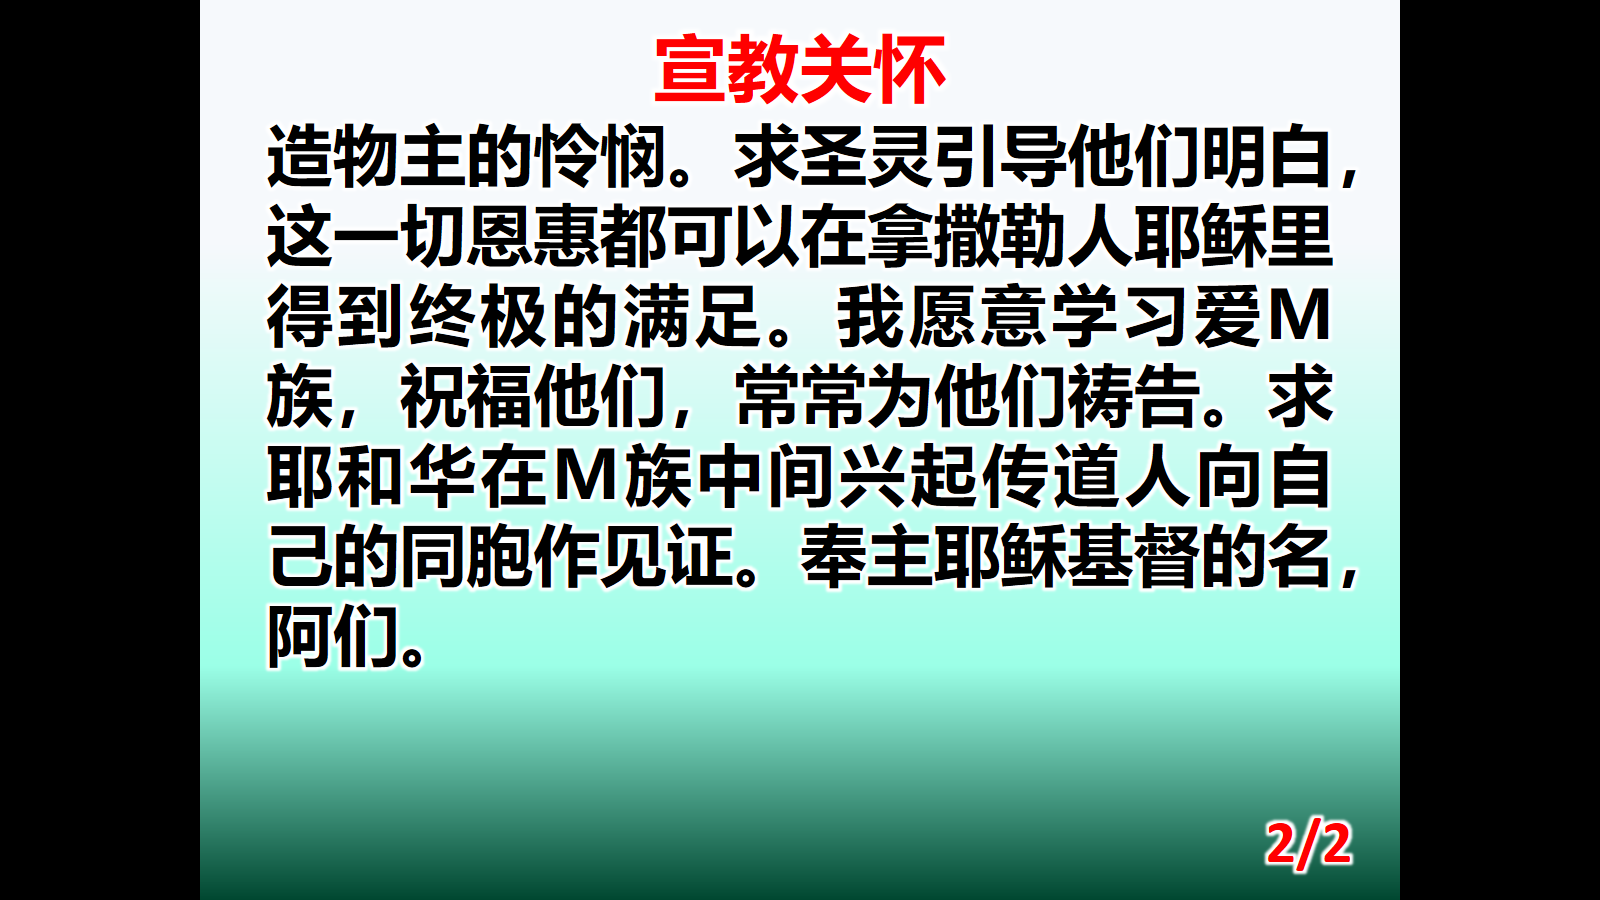 宣教关怀
造物主的怜悯。求圣灵引导他们明白，
这一切恩惠都可以在拿撒勒人耶稣里
得到终极的满足。我愿意学习爱M
族，祝福他们，常常为他们祷告。求
耶和华在M族中间兴起传道人向自
己的同胞作见证。奉主耶稣基督的名，
阿们。
2/2